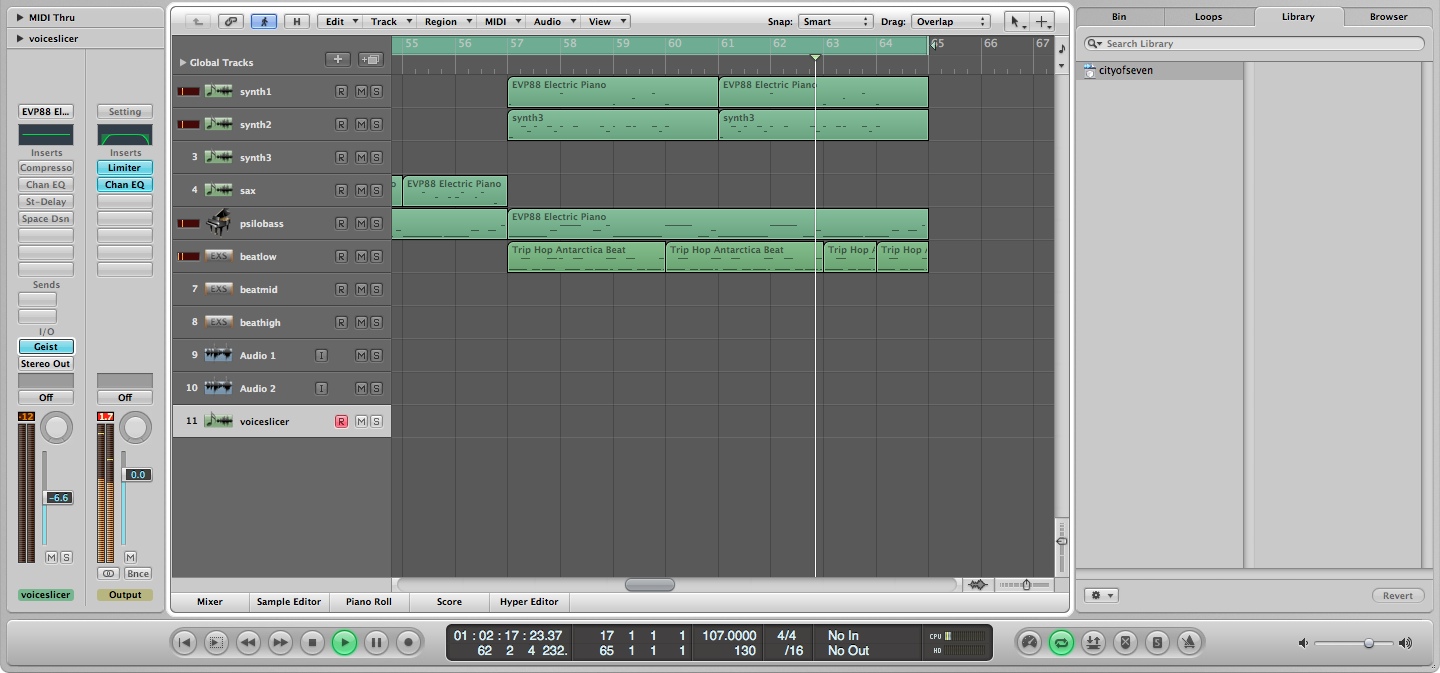 MIDI Thru
voiceslicer
EVP88 El...
Setting
Inserts
Inserts
Compresso
Limiter
Chan EQ
Chan EQ
St-Delay
Space Dsn
Sends
I/O
Geist
Stereo Out
Off
Off
-12
1.7
0.0
-6.6
M S
M
Bnce
voiceslicer
Output
H
Edit
Track
Region
MIDI
Audio
View
Snap: Smart
Drag: Overlap
55 56 57 58 59 60 61 62 63 64 65 66 67
Global Tracks
synth1 R M S
EVP88 Electric Piano
EVP88 Electric Piano
synth2 R M S
synth3
synth3
3 synth3 R M S
4 sax R M S
EVP88 Electric Piano
psilobass R M S
EVP88 Electric Piano
EXS beatlow R M S
Trip Hop Antarctica Beat
Trip Hop Antarctica Beat
Trip Hop A
Trip Hop
7 EXS beatmid R M S
8 EXS beathigh R M S
9 Audio 1 I M S
10 Audio 2 I M S
11 voiceslicer R M S
Mixer
Sample Editor
Piano Roll
Score
Hyper Editor
Bin
Loops
Library
Browser
Search Library
cityofseven
Revert
01 : 02 : 17 : 23.37 17 1 1 1 107.0000 4/4 No In CPU
62 2 4 232. 65 1 1 1 130 /16 No Out HD
S